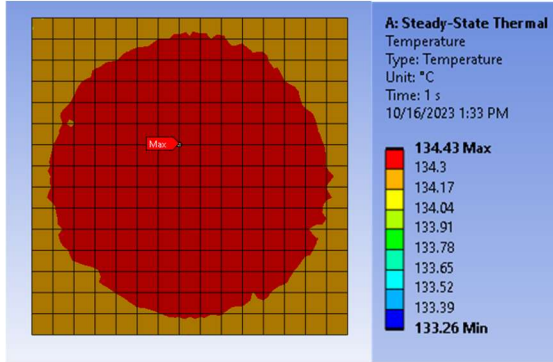 Max
A: Steady-State Thermal
Temperature
Type: Temperature
Unit: °C
Time: 1 s
10/16/2023 1:33 PM
134.43 Max
134.3
134.17
134.04
133.91
133.78
133.65
133.52
133.39
133.26 Min